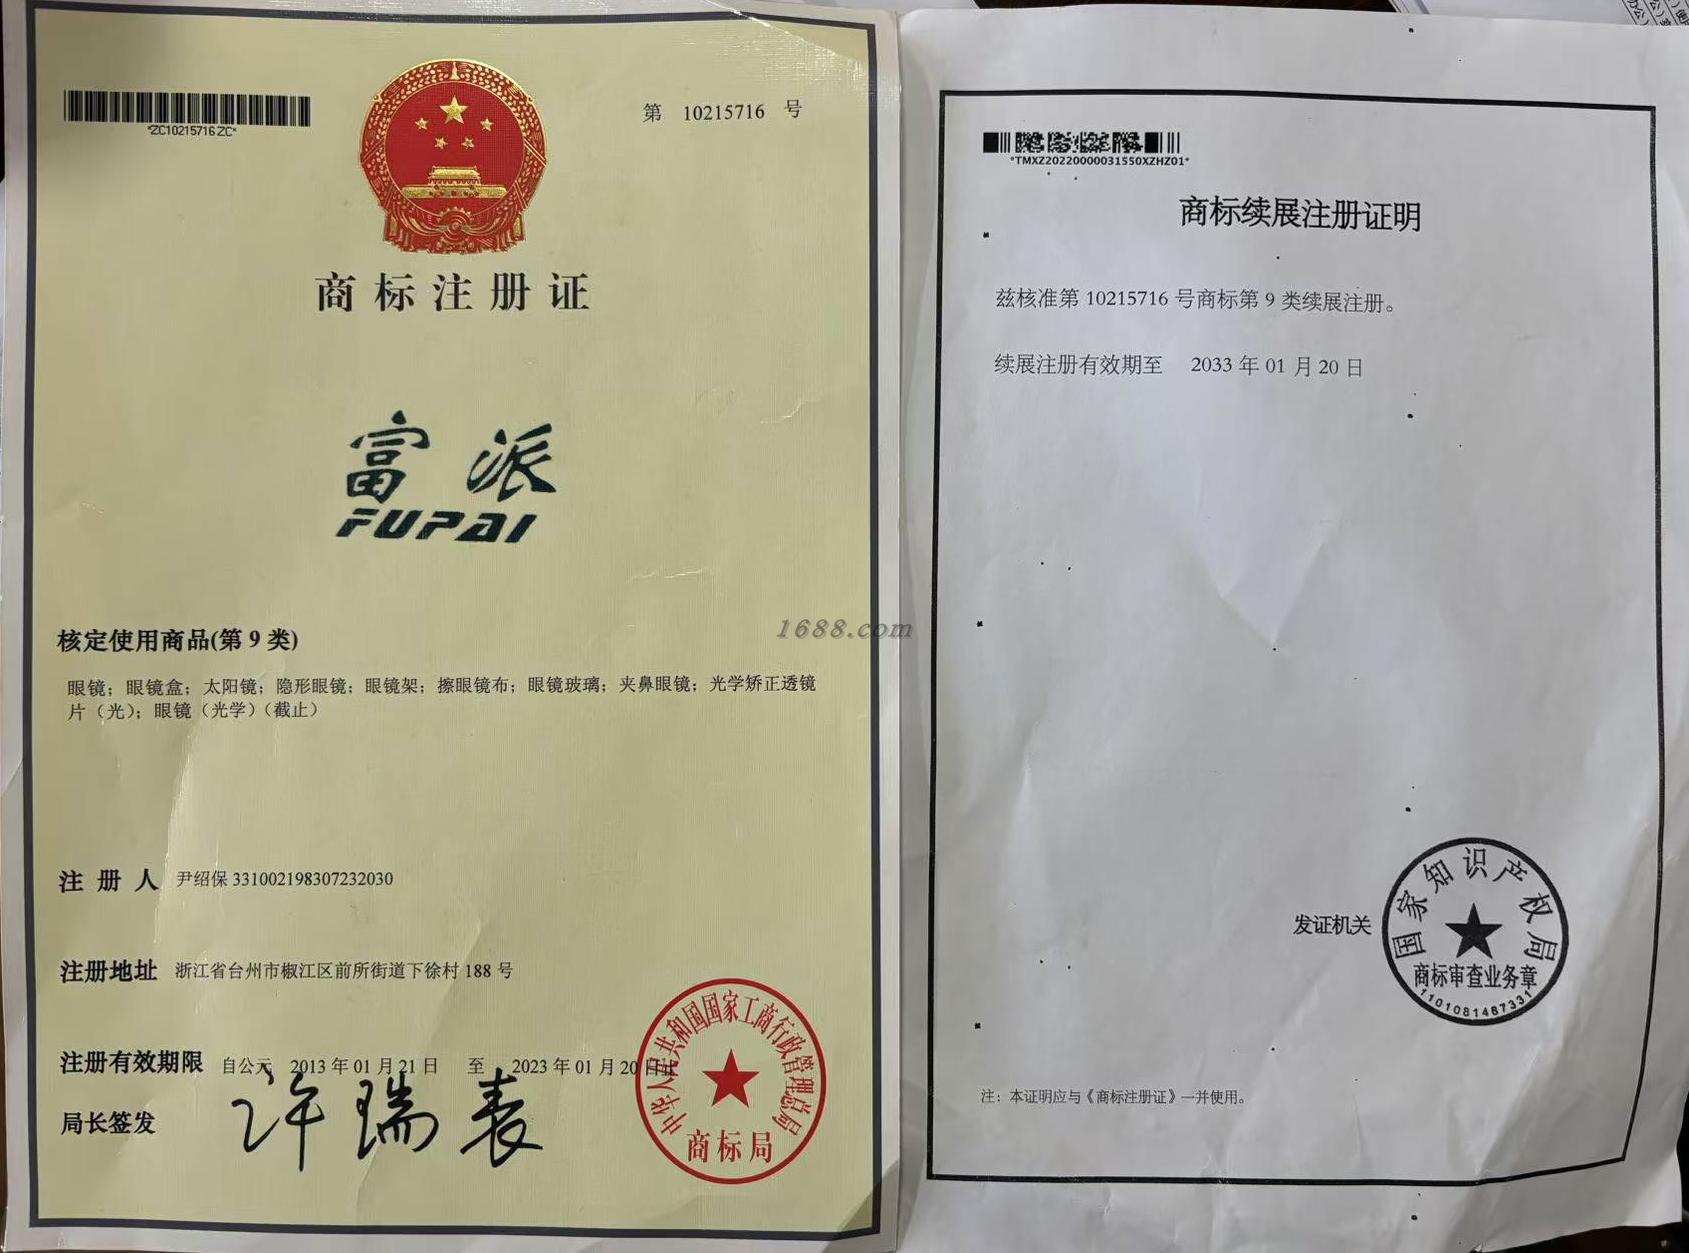 *ZC10215716ZC*
第 10215716 号
商标注册证
富派
FUPAI
核定使用商品(第 9 类)
眼镜；眼镜盒；太阳镜；隐形眼镜；眼镜架；擦眼镜布；眼镜玻璃；夹鼻眼镜；光学矫正透镜
片（光）；眼镜（光学）（截止）
注册人 尹绍保 331002198307232030
注册地址 浙江省台州市椒江区前所街道下徐村 188 号
注册有效期限 自公元 2013 年 01 月 21 日 至 2023 年 01 月 20 日止
局长签发 许瑞表
中华人民共和国国家工商行政管理总局
商标局
1688.com
*TMXZ20220000031550XZHZ01*
商标续展注册证明
兹核准第 10215716 号商标第 9 类续展注册。
续展注册有效期至 2033 年 01 月 20 日
发证机关
国家知识产权局
商标审查业务章
1101081467331
注：本证明应与《商标注册证》一并使用。